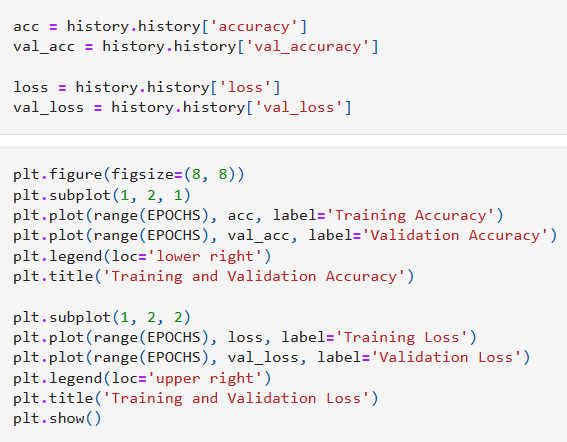 acc = history.history['accuracy']
val_acc = history.history['val_accuracy']
loss = history.history['loss']
val_loss = history.history['val_loss']
plt.figure(figsize=(8, 8))
plt.subplot(1, 2, 1)
plt.plot(range(EPOCHS), acc, label='Training Accuracy')
plt.plot(range(EPOCHS), val_acc, label='Validation Accuracy')
plt.legend(loc='lower right')
plt.title('Training and Validation Accuracy')
plt.subplot(1, 2, 2)
plt.plot(range(EPOCHS), loss, label='Training Loss')
plt.plot(range(EPOCHS), val_loss, label='Validation Loss')
plt.legend(loc='upper right')
plt.title('Training and Validation Loss')
plt.show()